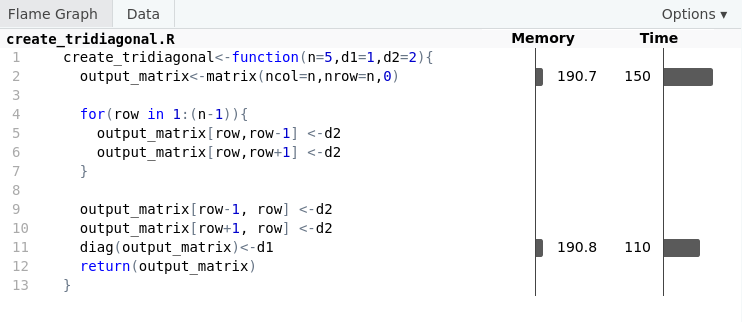 Flame Graph Data Options ▾
create_tridiagonal.R Memory Time
1 create_tridiagonal<-function(n=5,d1=1,d2=2){
2 output_matrix<-matrix(ncol=n,nrow=n,0) 190.7 150
3
4 for(row in 1:(n-1)){
5 output_matrix[row,row-1] <-d2
6 output_matrix[row,row+1] <-d2
7 }
8
9 output_matrix[row-1, row] <-d2
10 output_matrix[row+1, row] <-d2
11 diag(output_matrix)<-d1 190.8 110
12 return(output_matrix)
13 }